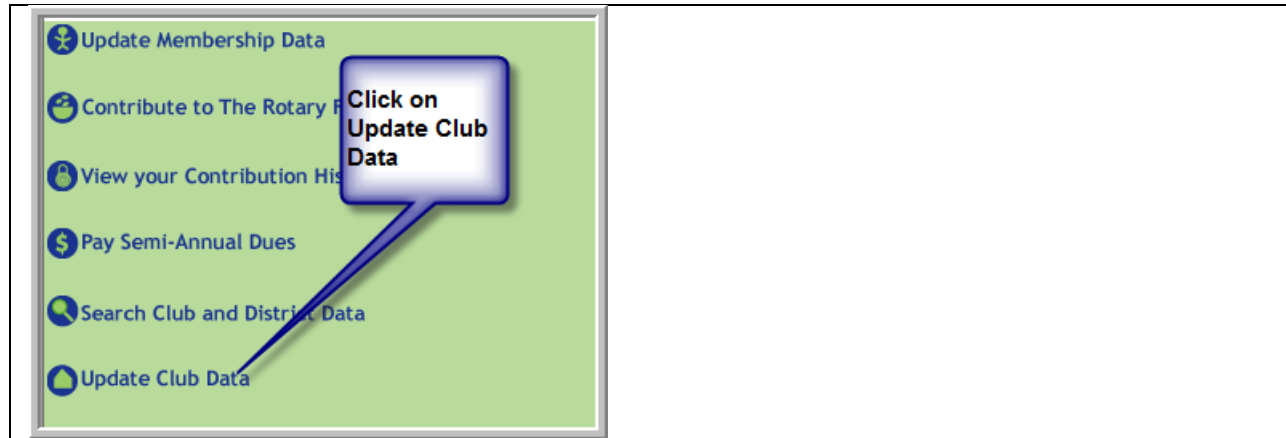 Update Membership Data
Contribute to The Rotary
Click on
Update Club
Data
View your Contribution
Pay Semi-Annual Dues
Search Club and District Data
Update Club Data